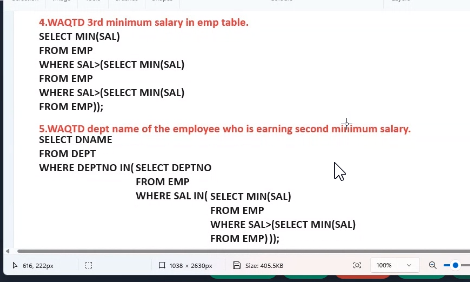 4.WAQTD 3rd minimum salary in emp table.
SELECT MIN(SAL)
FROM EMP
WHERE SAL>(SELECT MIN(SAL)
FROM EMP
WHERE SAL>(SELECT MIN(SAL)
FROM EMP));
5.WAQTD dept name of the employee who is earning second minimum salary.
SELECT DNAME
FROM DEPT
WHERE DEPTNO IN( SELECT DEPTNO
FROM EMP
WHERE SAL IN( SELECT MIN(SAL)
FROM EMP
WHERE SAL>(SELECT MIN(SAL)
FROM EMP)));
616, 222px 1038 × 2630px Size: 405.5KB 100%